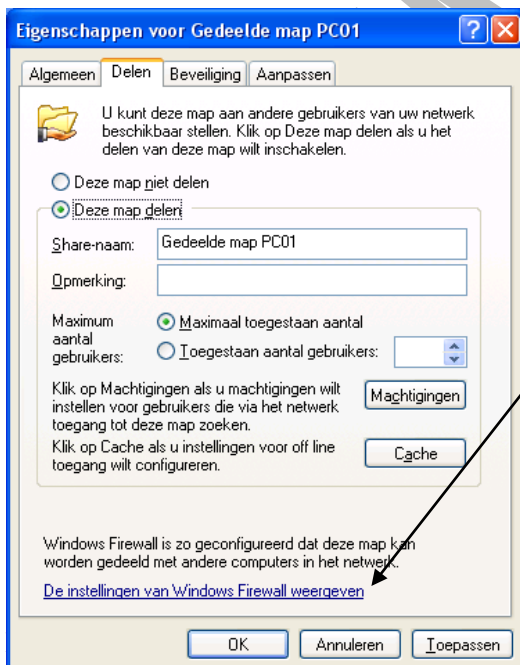 Eigenschappen voor Gedeelde map PC01
Algemeen Delen Beveiliging Aanpassen
U kunt deze map aan andere gebruikers van uw netwerk
beschikbaar stellen. Klik op Deze map delen als u het
delen van deze map wilt inschakelen.
Deze map niet delen
Deze map delen
Share-naam: Gedeelde map PC01
Opmerking:
Maximum
aantal
gebruikers:
Maximaal toegestaan aantal
Toegestaan aantal gebruikers:
Klik op Machtigingen als u machtigingen wilt
instellen voor gebruikers die via het netwerk
toegang tot deze map zoeken.
Machtigingen
Klik op Cache als u instellingen voor off line
toegang wilt configureren.
Cache
Windows Firewall is zo geconfigureerd dat deze map kan
worden gedeeld met andere computers in het netwerk.
De instellingen van Windows Firewall weergeven
OK Annuleren Toepassen